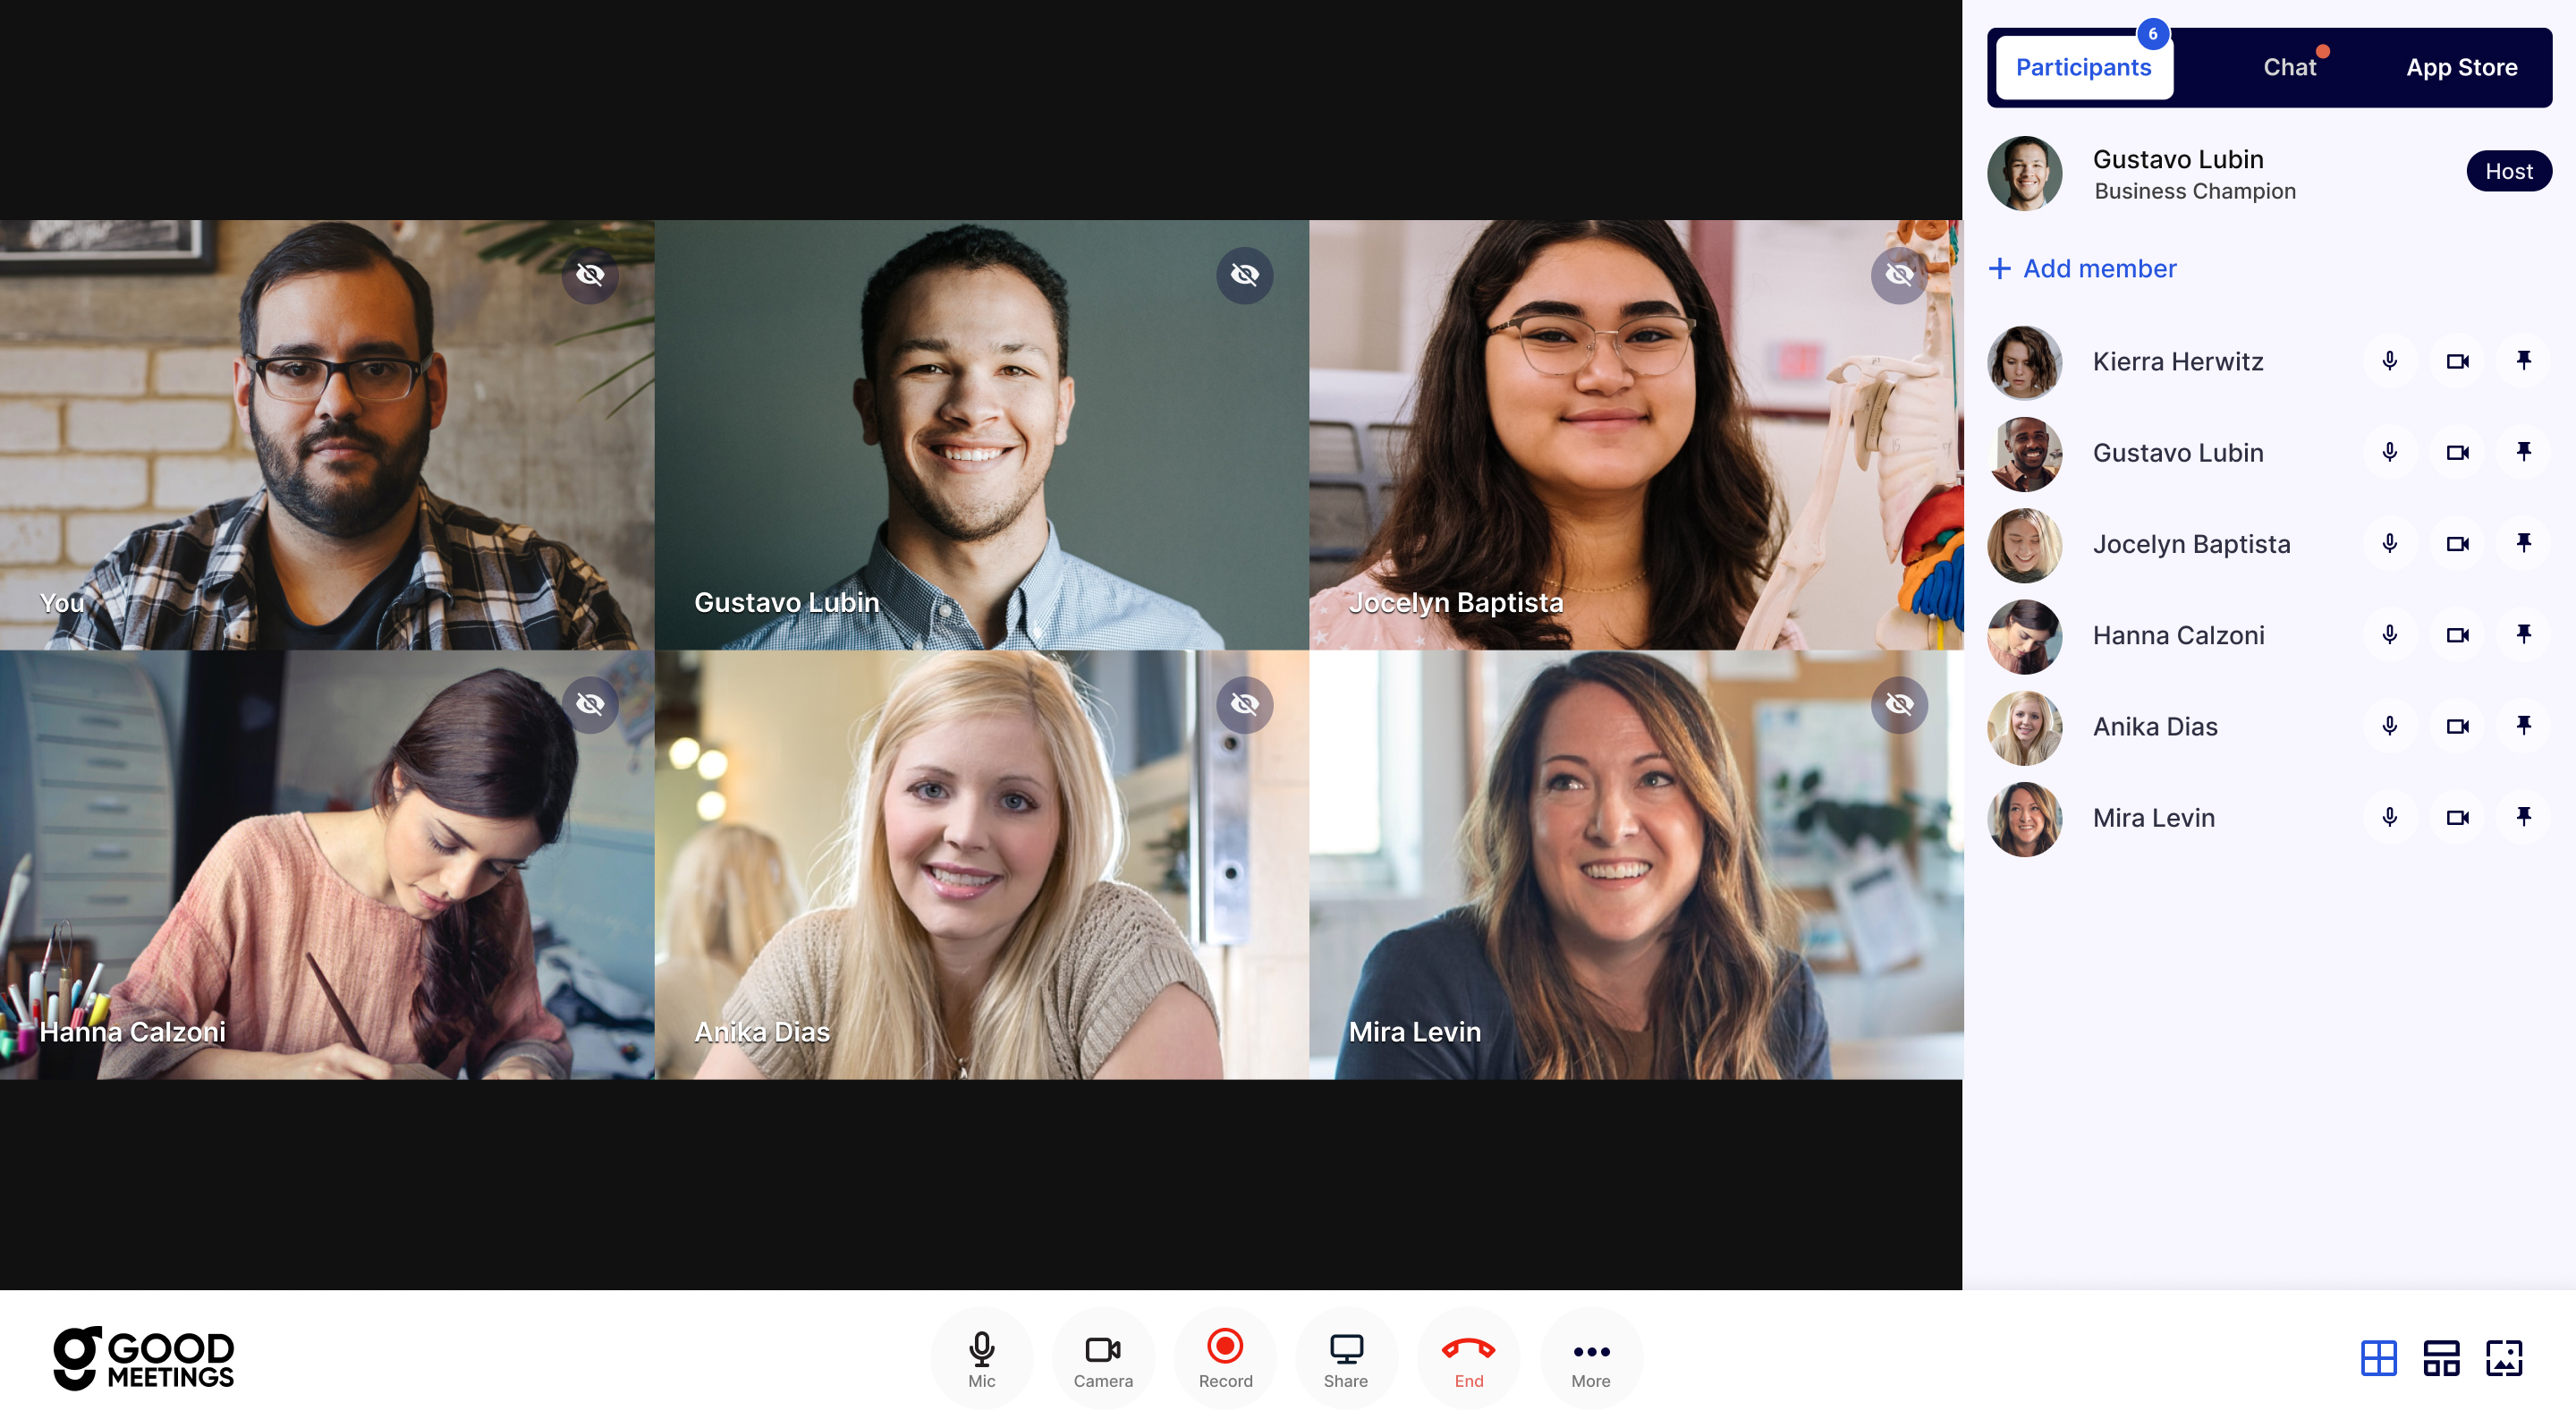 6
Participants
Chat
App Store
Gustavo Lubin
Business Champion
Host
Add member
Kierra Herwitz
Gustavo Lubin
Jocelyn Baptista
Hanna Calzoni
Anika Dias
Mira Levin
You
Gustavo Lubin
Jocelyn Baptista
Hanna Calzoni
Anika Dias
Mira Levin
GOOD
MEETINGS
Mic
Camera
Record
Share
End
More